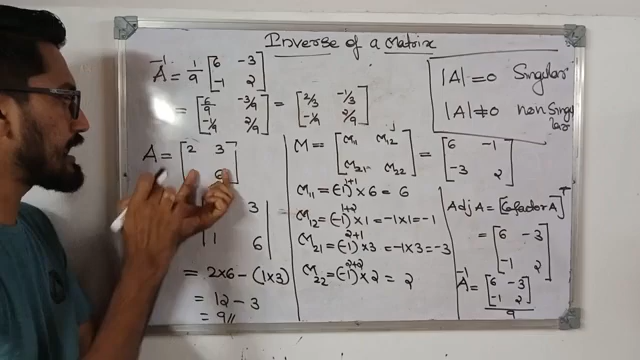 Inverse of a Matrix
A⁻¹ = 1/9 [6 -3
-1 2]
= [6/9 -3/9
-1/9 2/9] = [2/3 -1/3
-1/9 2/9]
A = [2 3
6]
3
|1 6|
= 2×6 - (1×3)
= 12 - 3
= 9//
M = [M₁₁ M₁₂
M₂₁ M₂₂] = [6 -1
-3 2]
M₁₁ = (-1)¹⁺¹ × 6 = 6
M₁₂ = (-1)¹⁺² × 1 = -1×1 = -1
M₂₁ = (-1)²⁺¹ × 3 = -1×3 = -3
M₂₂ = (-1)²⁺² × 2 = 2
|A| = 0 Singular
|A| ≠ 0 non Singular
Adj A = [Cofactor A]ᵀ
= [6 -3
-1 2]
A⁻¹ = [6 -3
-1 2]
9